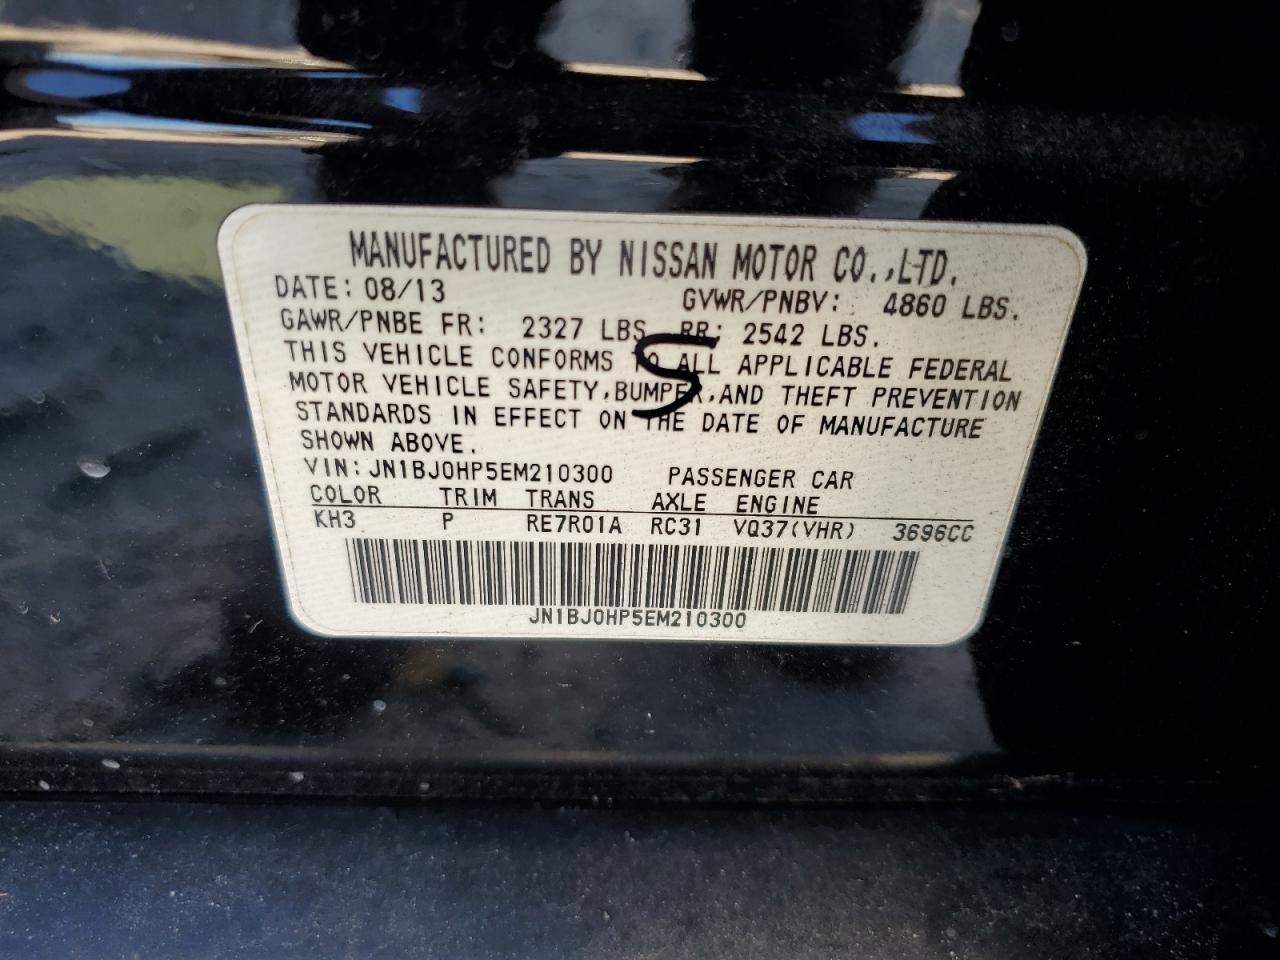 MANUFACTURED BY NISSAN MOTOR CO.,LTD.
DATE: 08/13 GVWR/PNBV: 4860 LBS.
GAWR/PNBE FR: 2327 LBS RR: 2542 LBS.
THIS VEHICLE CONFORMS TO ALL APPLICABLE FEDERAL
MOTOR VEHICLE SAFETY,BUMPER,AND THEFT PREVENTION
STANDARDS IN EFFECT ON THE DATE OF MANUFACTURE
SHOWN ABOVE.
S
VIN: JN1BJ0HP5EM210300 PASSENGER CAR
COLOR TRIM TRANS AXLE ENGINE
KH3 P RE7R01A RC31 VQ37(VHR) 3696CC
JN1BJ0HP5EM210300